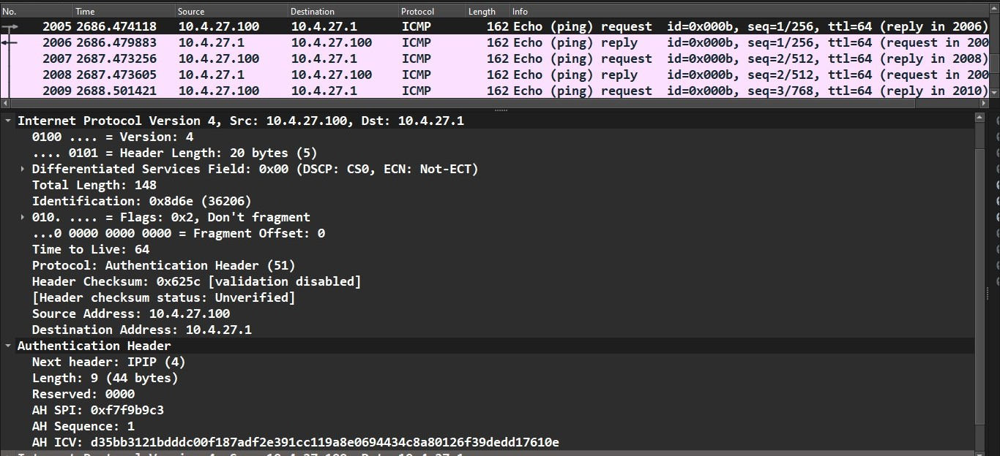 No. Time Source Destination Protocol Length Info
2005 2686.474118 10.4.27.100 10.4.27.1 ICMP 162 Echo (ping) request id=0x000b, seq=1/256, ttl=64 (reply in 2006)
2006 2686.479883 10.4.27.1 10.4.27.100 ICMP 162 Echo (ping) reply id=0x000b, seq=1/256, ttl=64 (request in 200
2007 2687.473256 10.4.27.100 10.4.27.1 ICMP 162 Echo (ping) request id=0x000b, seq=2/512, ttl=64 (reply in 2008)
2008 2687.473605 10.4.27.1 10.4.27.100 ICMP 162 Echo (ping) reply id=0x000b, seq=2/512, ttl=64 (request in 200
2009 2688.501421 10.4.27.100 10.4.27.1 ICMP 162 Echo (ping) request id=0x000b, seq=3/768, ttl=64 (reply in 2010)
Internet Protocol Version 4, Src: 10.4.27.100, Dst: 10.4.27.1
0100 .... = Version: 4
.... 0101 = Header Length: 20 bytes (5)
Differentiated Services Field: 0x00 (DSCP: CS0, ECN: Not-ECT)
Total Length: 148
Identification: 0x8d6e (36206)
010. .... = Flags: 0x2, Don't fragment
...0 0000 0000 0000 = Fragment Offset: 0
Time to Live: 64
Protocol: Authentication Header (51)
Header Checksum: 0x625c [validation disabled]
[Header checksum status: Unverified]
Source Address: 10.4.27.100
Destination Address: 10.4.27.1
Authentication Header
Next header: IPIP (4)
Length: 9 (44 bytes)
Reserved: 0000
AH SPI: 0xf7f9b9c3
AH Sequence: 1
AH ICV: d35bb3121bdddc00f187adf2e391cc119a8e0694434c8a80126f39dedd17610e